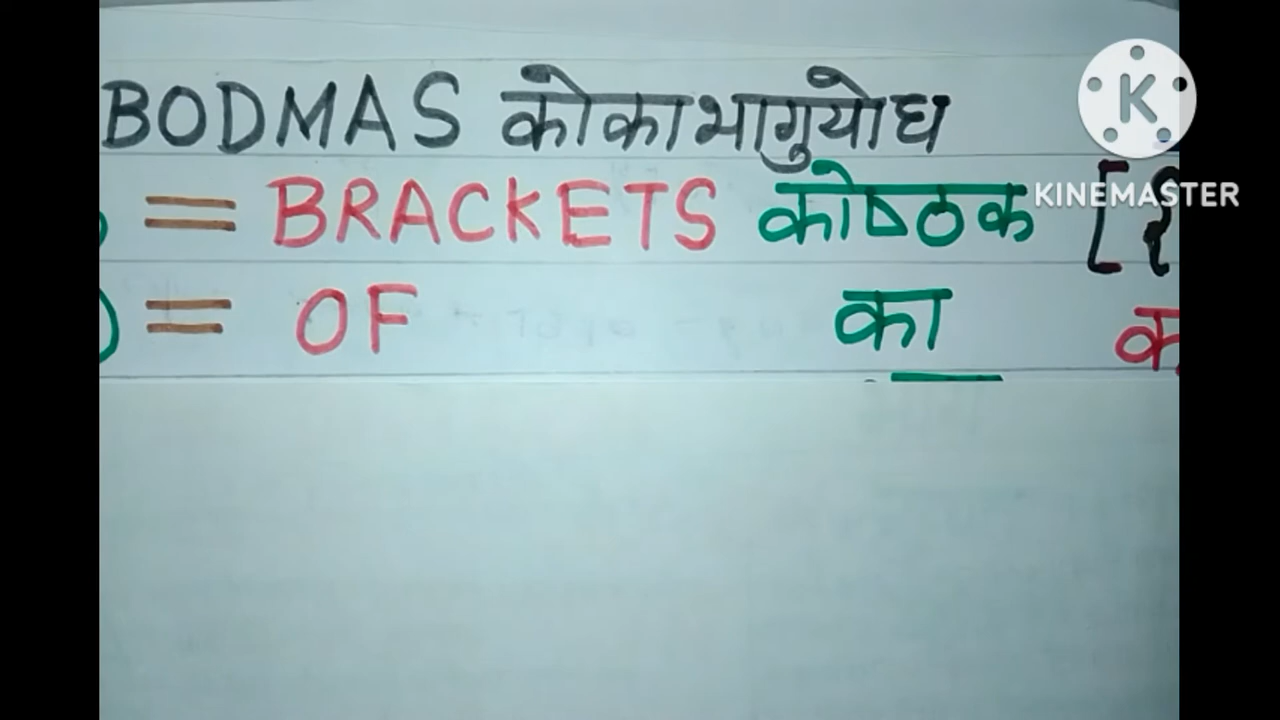 BODMAS कोकाभागुयोघ
= BRACKETS कोष्ठक [{
= OF का
K
KINEMASTER